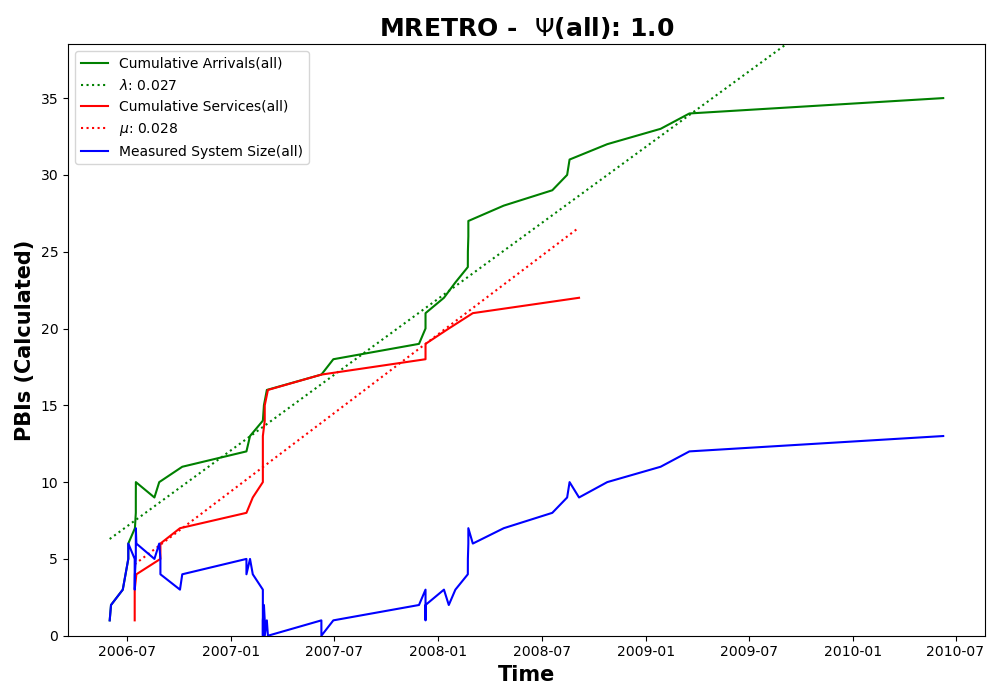 MRETRO - Ψ(all): 1.0
Cumulative Arrivals(all)
λ: 0.027
Cumulative Services(all)
μ: 0.028
Measured System Size(all)
PBIs (Calculated)
35
30
25
20
15
10
5
0
2006-07 2007-01 2007-07 2008-01 2008-07 2009-01 2009-07 2010-01 2010-07
Time